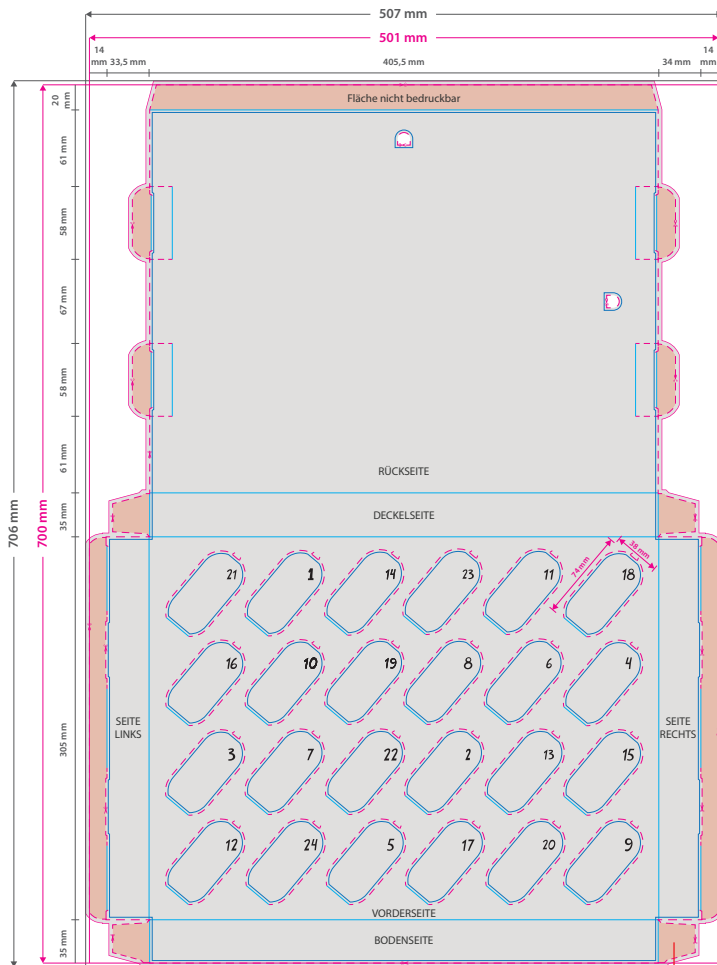 507 mm
501 mm
14 mm
33,5 mm
405,5 mm
34 mm
14 mm
20 mm
Fläche nicht bedruckbar
61 mm
58 mm
67 mm
58 mm
61 mm
RÜCKSEITE
706 mm
700 mm
35 mm
DECKELSEITE
38 mm
74 mm
21 1 14 23 11 18
16 10 19 8 6 4
SEITE
LINKS
SEITE
RECHTS
305 mm
3 7 22 2 13 15
12 24 5 17 20 9
VORDERSEITE
35 mm
BODENSEITE